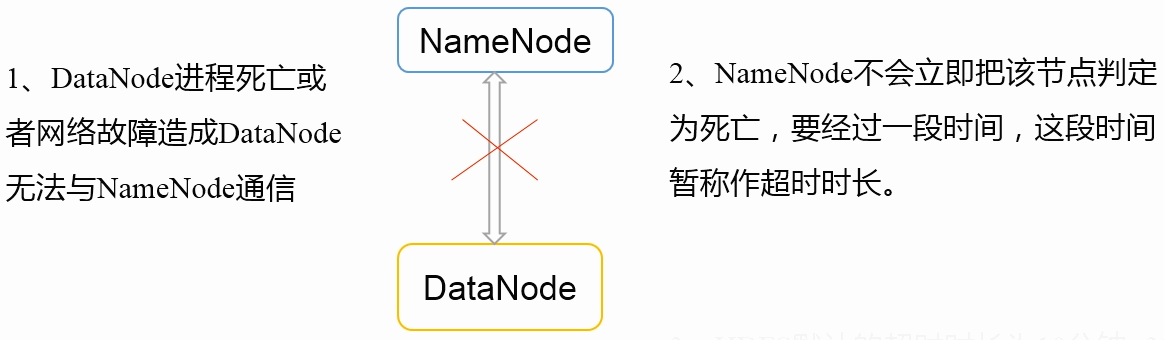 NameNode
1、DataNode进程死亡或
者网络故障造成DataNode
无法与NameNode通信
2、NameNode不会立即把该节点判定
为死亡，要经过一段时间，这段时间
暂称作超时时长。
DataNode